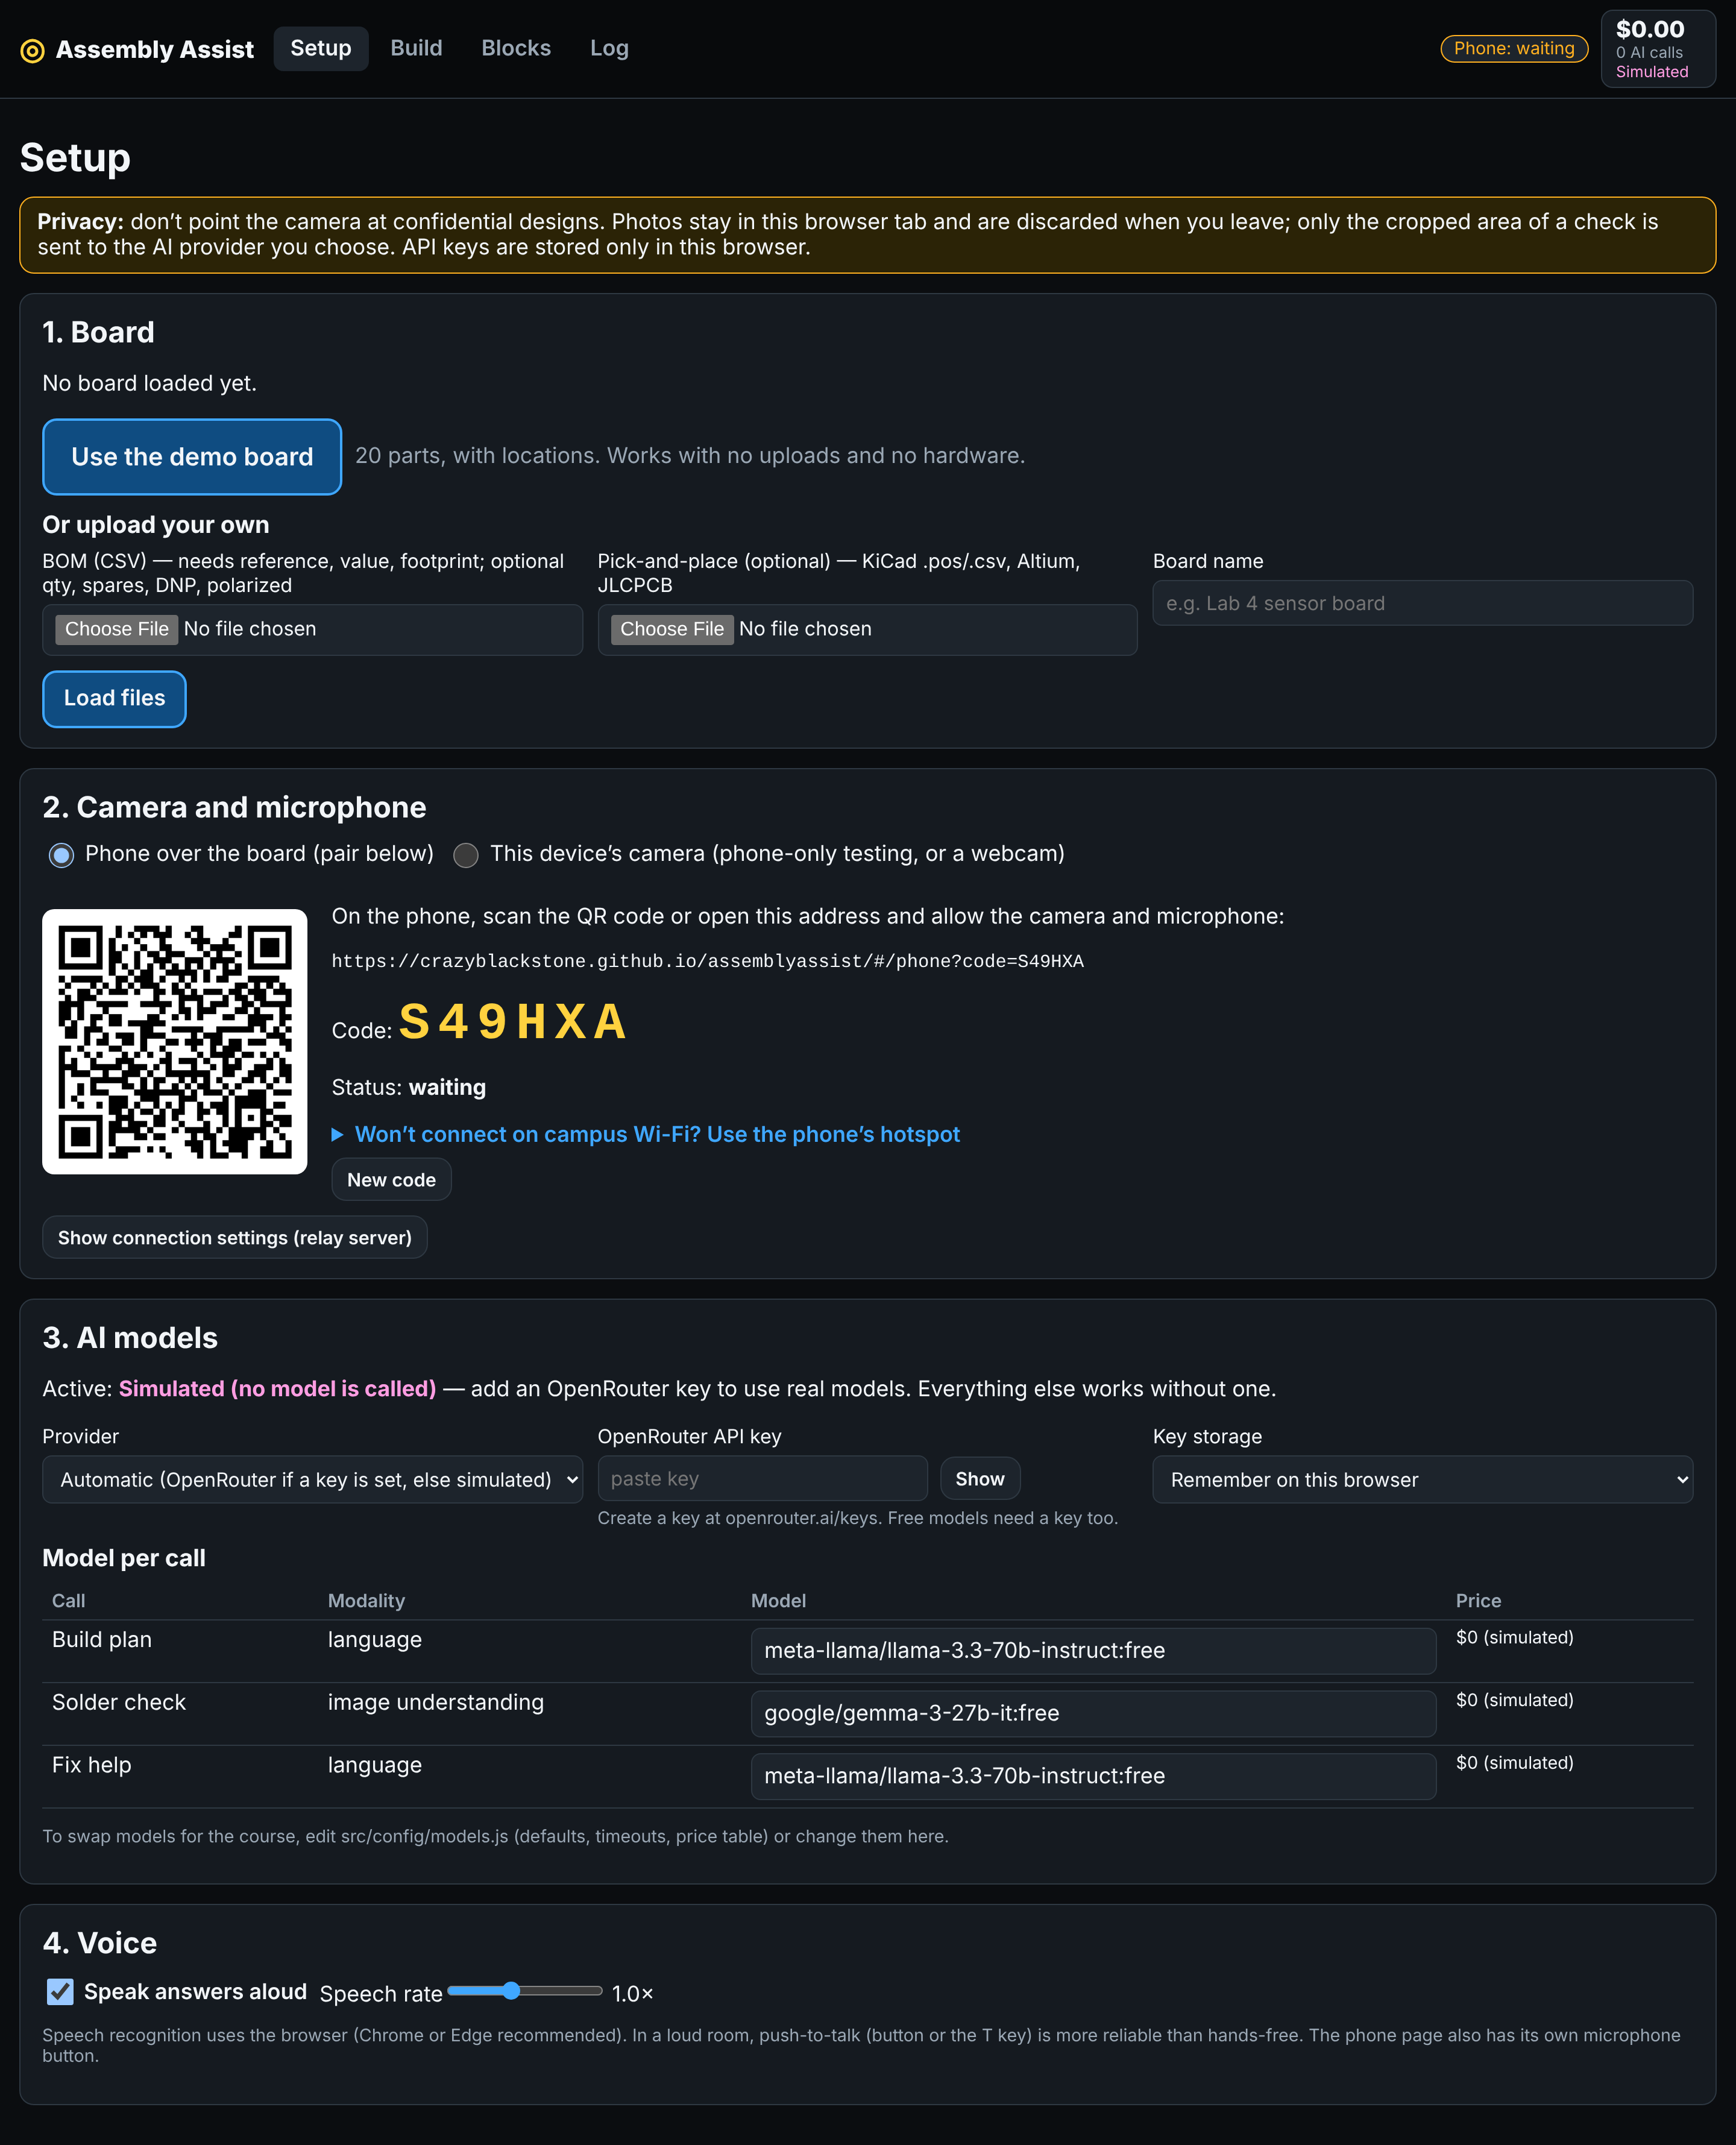 Assembly Assist
Setup
Build
Blocks
Log
Phone: waiting
$0.00
0 AI calls
Simulated
Setup
Privacy: don’t point the camera at confidential designs. Photos stay in this browser tab and are discarded when you leave; only the cropped area of a check is
sent to the AI provider you choose. API keys are stored only in this browser.
1. Board
No board loaded yet.
Use the demo board
20 parts, with locations. Works with no uploads and no hardware.
Or upload your own
BOM (CSV) — needs reference, value, footprint; optional
qty, spares, DNP, polarized
Choose File No file chosen
Pick-and-place (optional) — KiCad .pos/.csv, Altium,
JLCPCB
Choose File No file chosen
Board name
e.g. Lab 4 sensor board
Load files
2. Camera and microphone
Phone over the board (pair below)
This device’s camera (phone-only testing, or a webcam)
On the phone, scan the QR code or open this address and allow the camera and microphone:
https://crazyblackstone.github.io/assemblyassist/#/phone?code=S49HXA
Code: S49HXA
Status: waiting
Won’t connect on campus Wi-Fi? Use the phone’s hotspot
New code
Show connection settings (relay server)
3. AI models
Active: Simulated (no model is called) — add an OpenRouter key to use real models. Everything else works without one.
Provider
Automatic (OpenRouter if a key is set, else simulated)
OpenRouter API key
paste key
Show
Create a key at openrouter.ai/keys. Free models need a key too.
Key storage
Remember on this browser
Model per call
Call Modality Model Price
Build plan language meta-llama/llama-3.3-70b-instruct:free $0 (simulated)
Solder check image understanding google/gemma-3-27b-it:free $0 (simulated)
Fix help language meta-llama/llama-3.3-70b-instruct:free $0 (simulated)
To swap models for the course, edit src/config/models.js (defaults, timeouts, price table) or change them here.
4. Voice
Speak answers aloud
Speech rate
1.0×
Speech recognition uses the browser (Chrome or Edge recommended). In a loud room, push-to-talk (button or the T key) is more reliable than hands-free. The phone page also has its own microphone
button.